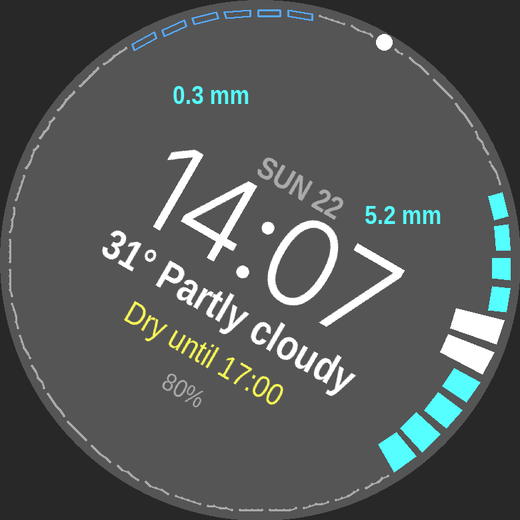 0.3 mm
SUN 22
5.2 mm
14:07
31° Partly cloudy
Dry until 17:00
80%